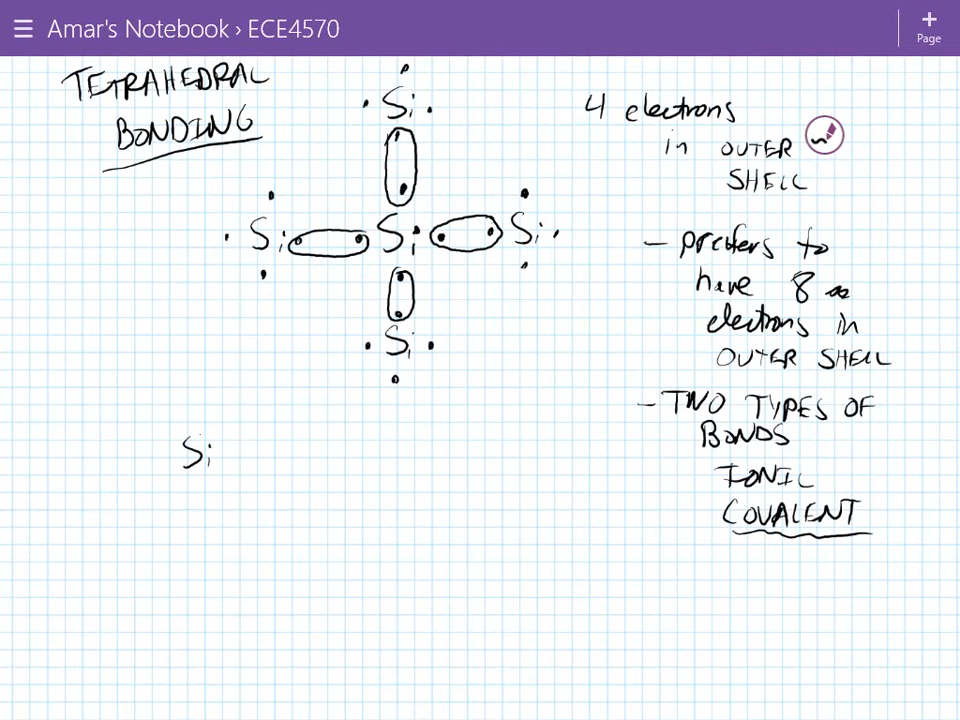 Amar's Notebook › ECE4570
Page
TETRAHEDRAL
BONDING
Si
Si Si Si
Si
Si
4 electrons
in OUTER
SHELL
- prefers to
have 8
electrons in
OUTER SHELL
- TWO TYPES OF
BONDS
IONIC
COVALENT